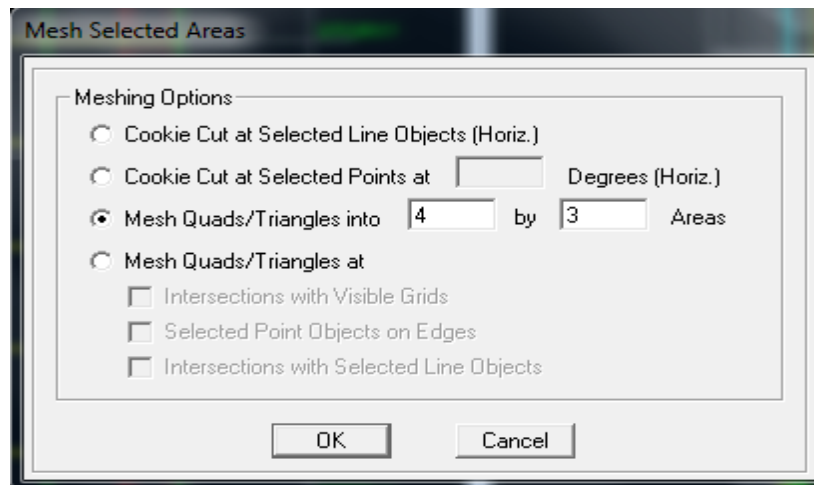 Mesh Selected Areas
Meshing Options
Cookie Cut at Selected Line Objects (Horiz.)
Cookie Cut at Selected Points at Degrees (Horiz.)
Mesh Quads/Triangles into 4 by 3 Areas
Mesh Quads/Triangles at
Intersections with Visible Grids
Selected Point Objects on Edges
Intersections with Selected Line Objects
OK Cancel